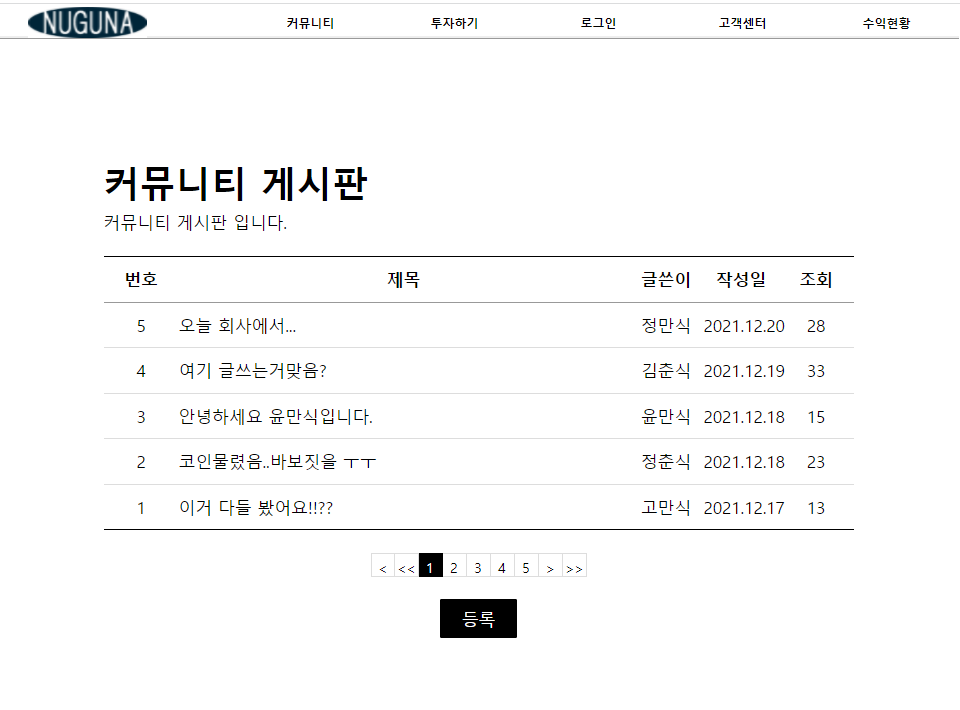 NUGUNA 커뮤니티 투자하기 로그인 고객센터 수익현황
커뮤니티 게시판
커뮤니티 게시판 입니다.
번호 제목 글쓴이 작성일 조회
5 오늘 회사에서... 정만식 2021.12.20 28
4 여기 글쓰는거맞음? 김춘식 2021.12.19 33
3 안녕하세요 윤만식입니다. 윤만식 2021.12.18 15
2 코인물렸음..바보짓을 ㅜㅜ 정춘식 2021.12.18 23
1 이거 다들 봤어요!!?? 고만식 2021.12.17 13
< << 1 2 3 4 5 > >>
등록